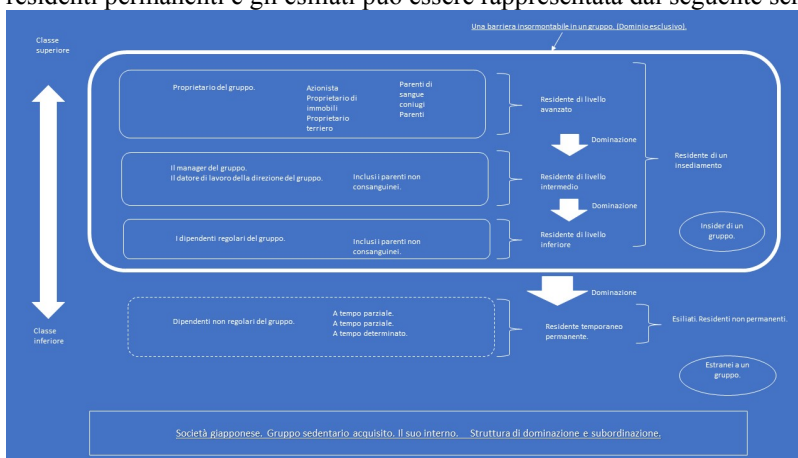 residenti permanenti e gli esiliati può essere rappresentata dal seguente
Una barriera insormontabile in un gruppo. (Dominio esclusivo).
Classe
superiore
Proprietario del gruppo.
Azionista
Proprietario di
immobili
Proprietario
terriero
Parenti di
sangue
coniugi
Parenti
Residente di livello
avanzato
Dominazione
Il manager del gruppo.
Il datore di lavoro della direzione del gruppo.
Inclusi i parenti non
consanguinei.
Residente di livello
intermedio
Residente di un
insediamento
Dominazione
I dipendenti regolari del gruppo.
Inclusi i parenti non
consanguinei.
Residente di livello
inferiore
Insider di un
gruppo.
Dominazione
Classe
inferiore
Dipendenti non regolari del gruppo.
A tempo parziale.
A tempo parziale.
A tempo determinato.
Residente temporaneo
permanente.
Esiliati. Residenti non permanenti.
Estranei a un
gruppo.
Società giapponese. Gruppo sedentario acquisito. Il suo interno. Struttura di dominazione e subordinazione.